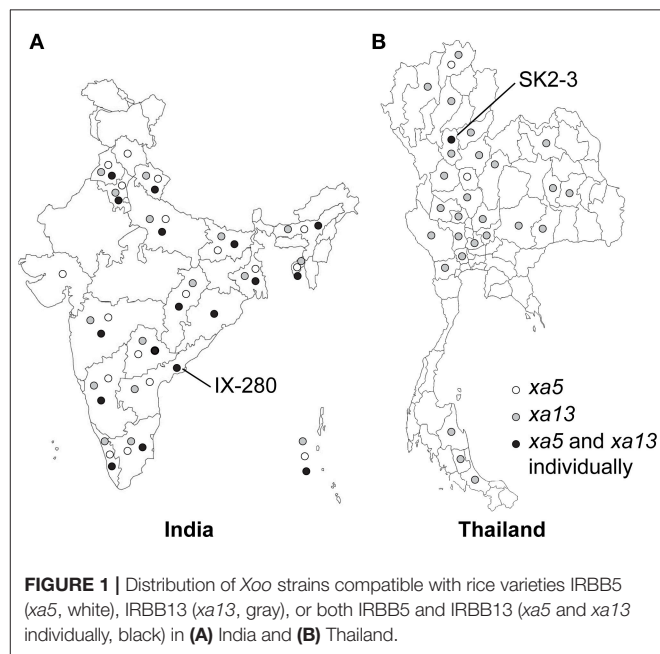 A
B
SK2-3
IX-280
xa5
xa13
xa5 and xa13
individually
India
Thailand
FIGURE 1 | Distribution of Xoo strains compatible with rice varieties IRBB5
(xa5, white), IRBB13 (xa13, gray), or both IRBB5 and IRBB13 (xa5 and xa13
individually, black) in (A) India and (B) Thailand.